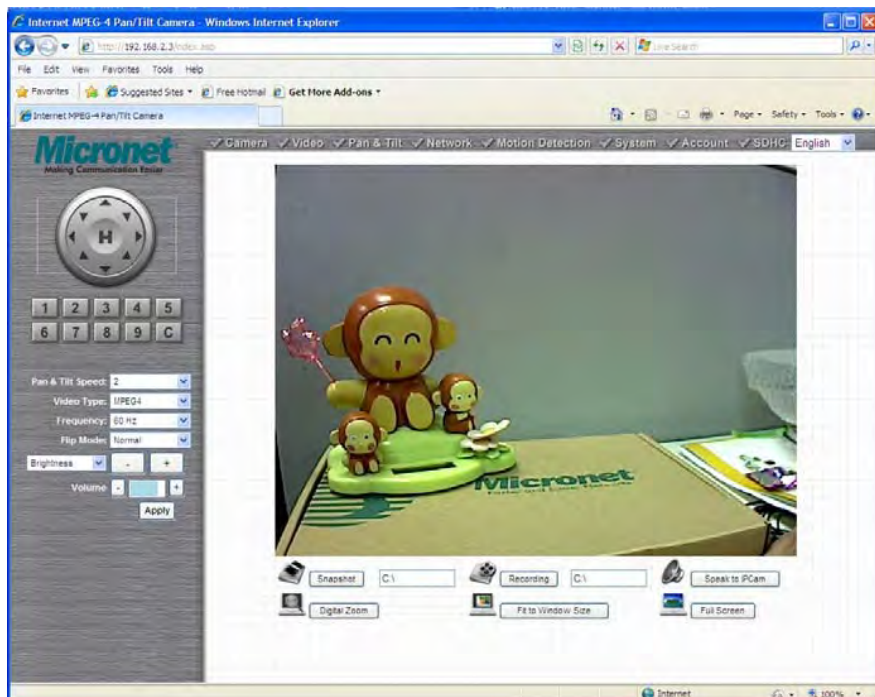 Internet MPEG-4 Pan/Tilt Camera - Windows Internet Explorer
http://192.168.2.3/index.asp
Live Search
File Edit View Favorites Tools Help
Favorites Suggested Sites Free Hotmail Get More Add-ons
Internet MPEG-4 Pan/Tilt Camera
Page Safety Tools
Micronet
Making Communication Easier
Camera Video Pan & Tilt Network Motion Detection System Account SDHC English
H
1 2 3 4 5
6 7 8 9 C
Pan & Tilt Speed: 2
Video Type: MPEG4
Frequency: 60 Hz
Flip Mode: Normal
Brightness - +
Volume - +
Apply
Micronet
Snapshot C:\ Recording C:\ Speak to IPCam
Digital Zoom Fit to Window Size Full Screen
Internet 100%